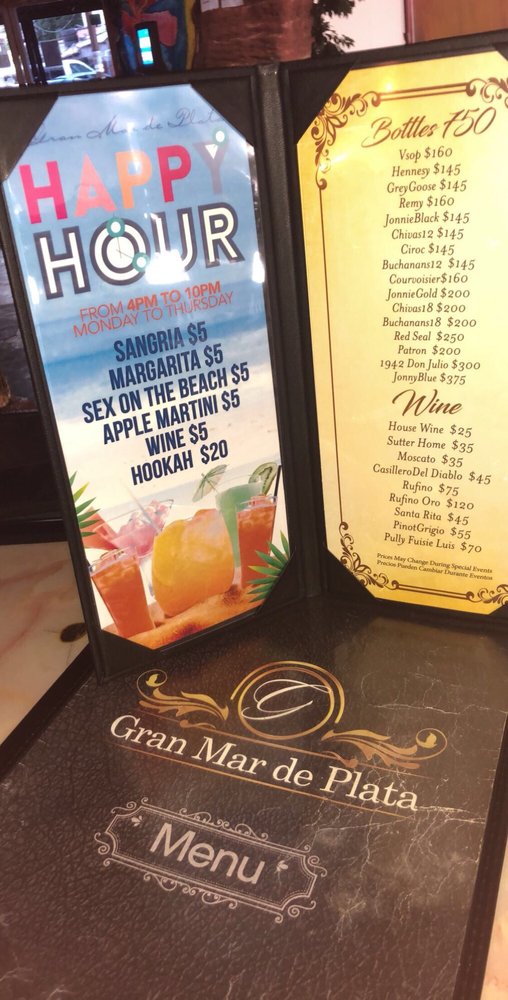 Gran Mar de Plata
HAPPY
HOUR
FROM 4PM TO 10PM
MONDAY TO THURSDAY
SANGRIA $5
MARGARITA $5
SEX ON THE BEACH $5
APPLE MARTINI $5
WINE $5
HOOKAH $20
Botltes 750
Vsop $160
Hennesy $145
GreyGoose $145
Remy $160
JonnieBlack $145
Chivas12 $145
Ciroc $145
Buchanans12 $145
Courvoisier$160
JonnieGold $200
Chivas18 $200
Buchanans18 $200
Red Seal $250
Patron $200
1942 Don Julio $300
JonnyBlue $375
Wine
House Wine $25
Sutter Home $35
Moscato $35
CasilleroDel Diablo $45
Rufino $75
Rufino Oro $120
Santa Rita $45
PinotGrigio $55
Pully Fuisie Luis $70
Prices May Change During Special Events
Precios Pueden Cambiar Durante Eventos
G
Gran Mar de Plata
Menu